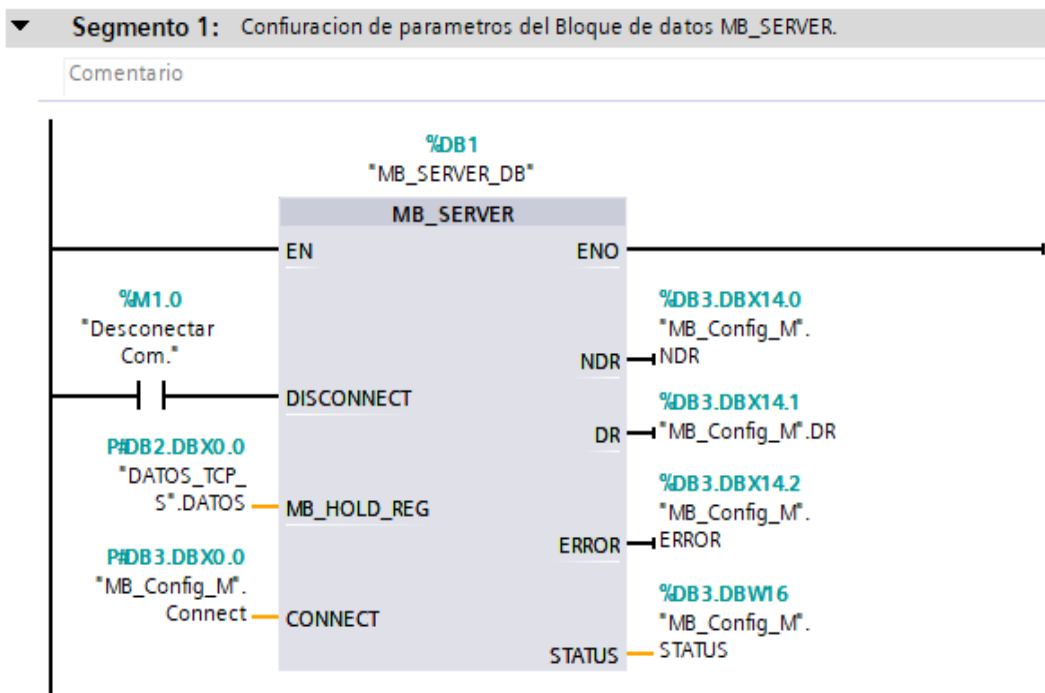 Segmento 1: Confiuracion de parametros del Bloque de datos MB_SERVER.
Comentario
%DB1
"MB_SERVER_DB"
MB_SERVER
EN
ENO
%M1.0
"Desconectar
Com."
DISCONNECT
P#DB2.DBX0.0
"DATOS_TCP_
S".DATOS
MB_HOLD_REG
P#DB3.DBX0.0
"MB_Config_M".
Connect
CONNECT
%DB3.DBX14.0
"MB_Config_M".
NDR
NDR
%DB3.DBX14.1
DR
"MB_Config_M".DR
%DB3.DBX14.2
"MB_Config_M".
ERROR
ERROR
%DB3.DBW16
"MB_Config_M".
STATUS
STATUS